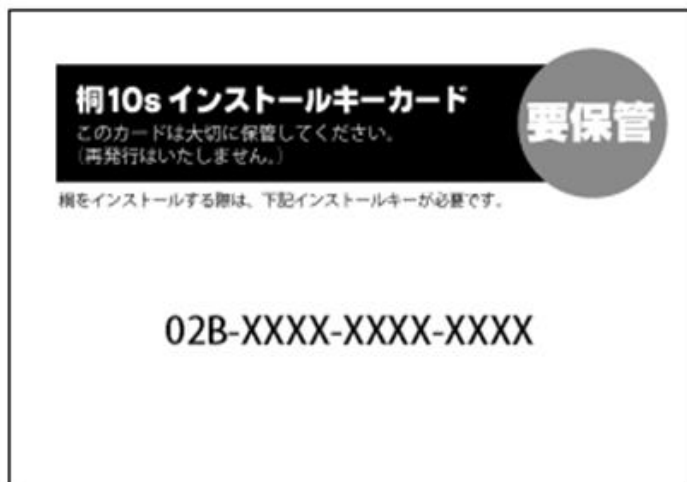 桐10s インストールキーカード
このカードは大切に保管してください。
（再発行はいたしません。）
要保管
桐をインストールする際は、下記インストールキーが必要です。
02B-XXXX-XXXX-XXXX